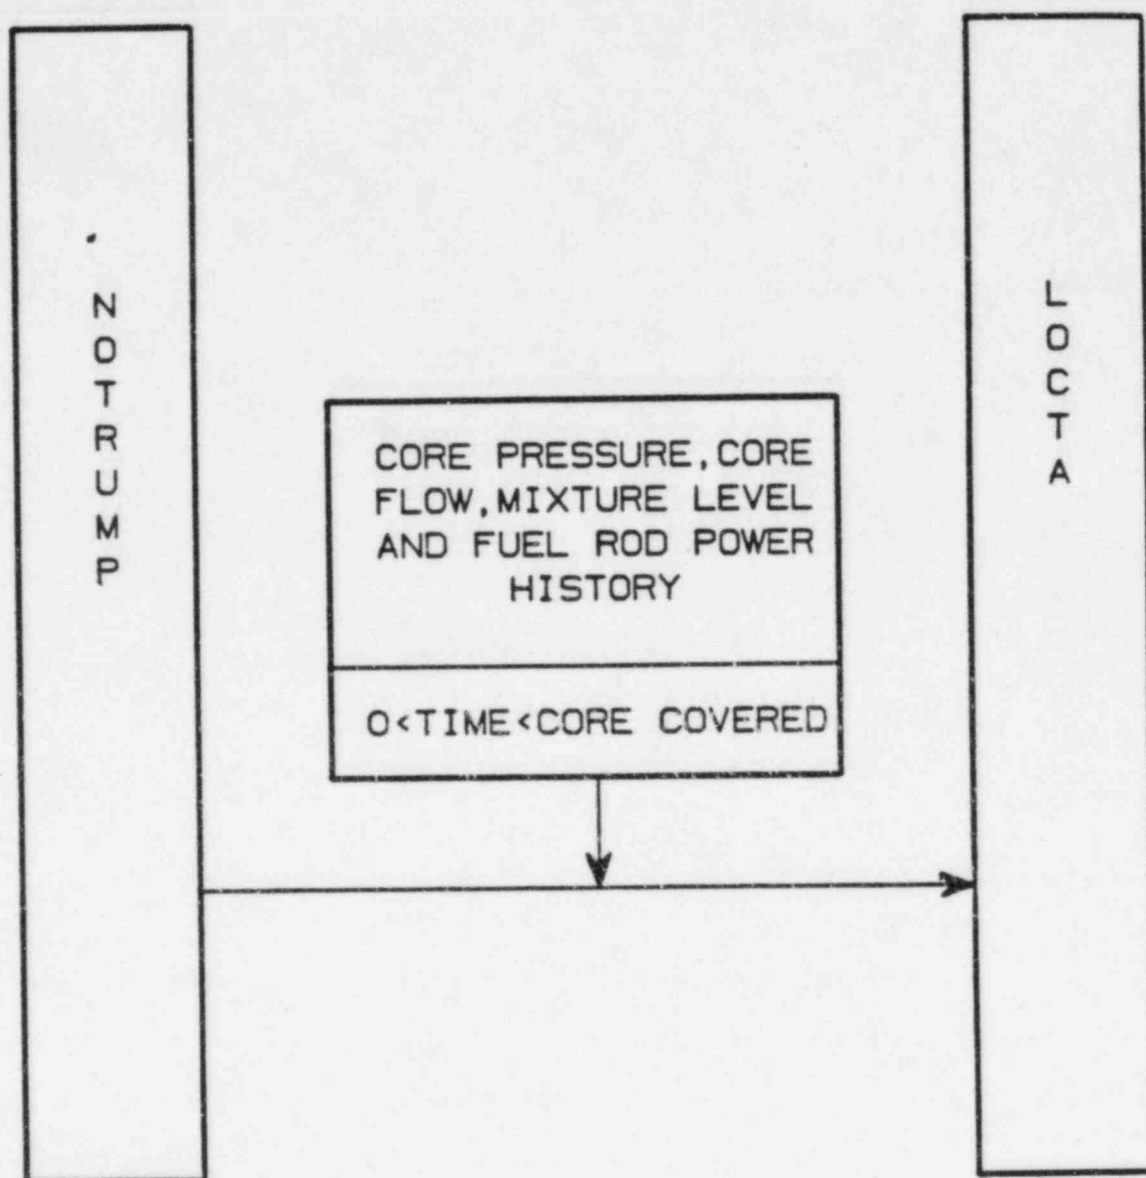 NOTRUMP
CORE PRESSURE,CORE
FLOW,MIXTURE LEVEL
AND FUEL ROD POWER
HISTORY
0<TIME<CORE COVERED
LOCTA